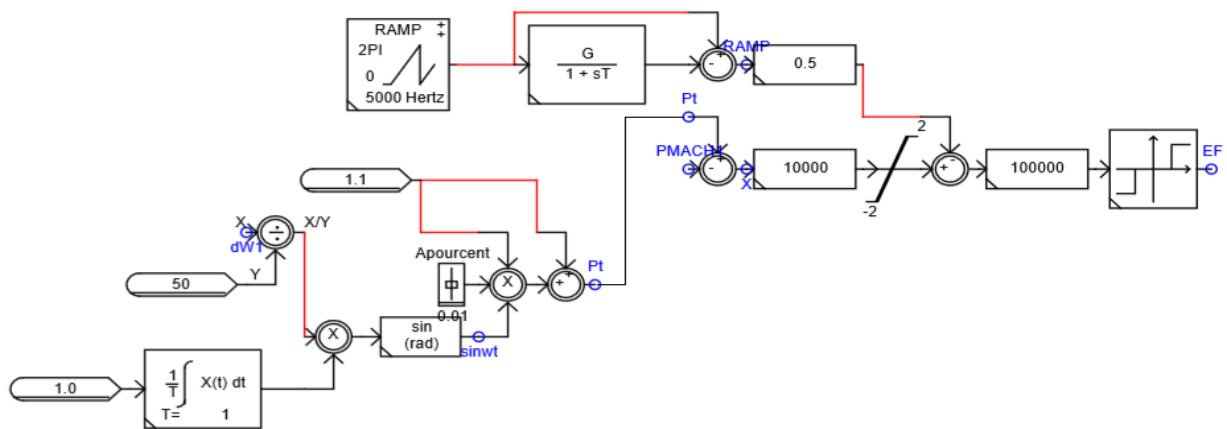 RAMP
++
2PI
0
5000 Hertz
G
1 + sT
+
-
RAMP
0.5
Pt
PMACH1
+
-
X
10000
2
-2
-
+
100000
EF
1.1
X
÷
X/Y
dW1
Y
50
Apourcent
0.01
X
+
+
Pt
X
sin
(rad)
sinwt
1.0
1
T
∫
X(t) dt
T=
1